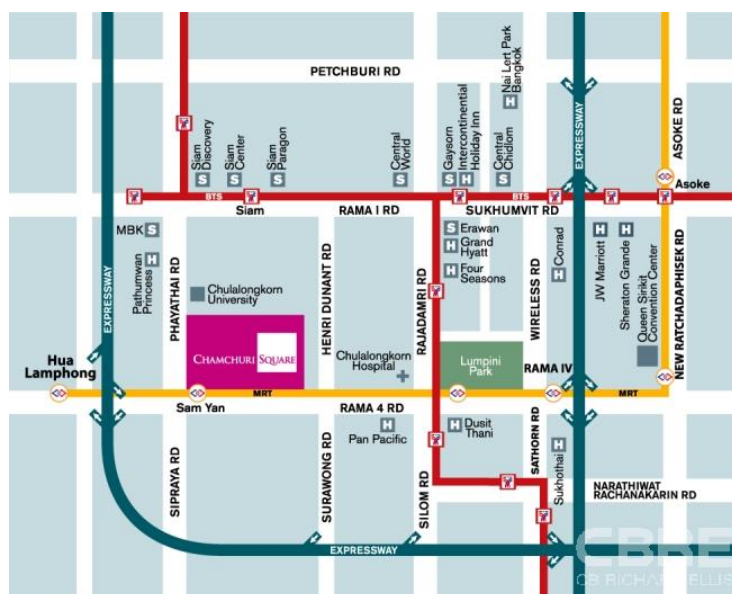 PETCHBURI RD
EXPRESSWAY
ASOKE RD
Nai Lert Park
Bangkok
H
Siam
Discovery
S
Siam
Center
S
Siam
Paragon
S
Central
World
S
Gaysorn
S
Intercontinental
Holiday Inn
H
Central
Chidlom
S
Asoke
BTS
BTS
Siam
RAMA I RD
SUKHUMVIT RD
MBK S
Pathumwan
Princess
H
PHAYATHAI RD
EXPRESSWAY
Chulalongkorn
University
HENRI DUNANT RD
RAJADAMRI RD
S Erawan
H Grand
Hyatt
H Four
Seasons
WIRELESS RD
Conrad
H
H
JW Marriott
H
Sheraton Grande
Queen Sirikit
Convention Center
NEW RATCHADAPHISEK RD
CHAMCHURI SQUARE
Chulalongkorn
Hospital
Lumpini
Park
Hua
Lamphong
RAMA IV
MRT
MRT
Sam Yan
RAMA 4 RD
H
Pan Pacific
H Dusit
Thani
SIPRAYA RD
SURAWONG RD
SILOM RD
SATHORN RD
H
Sukhothai
NARATHIWAT
RACHANAKARIN RD
EXPRESSWAY
CBRE
CB RICHARD ELLIS